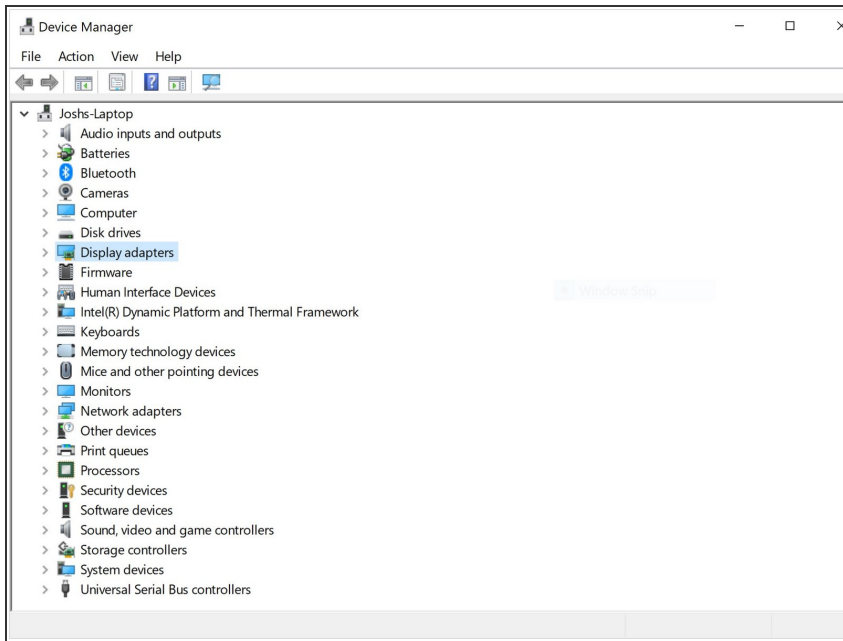 Device Manager
File Action View Help
Joshs-Laptop
Audio inputs and outputs
Batteries
Bluetooth
Cameras
Computer
Disk drives
Display adapters
Firmware
Human Interface Devices
Window Snip
Intel(R) Dynamic Platform and Thermal Framework
Keyboards
Memory technology devices
Mice and other pointing devices
Monitors
Network adapters
Other devices
Print queues
Processors
Security devices
Software devices
Sound, video and game controllers
Storage controllers
System devices
Universal Serial Bus controllers